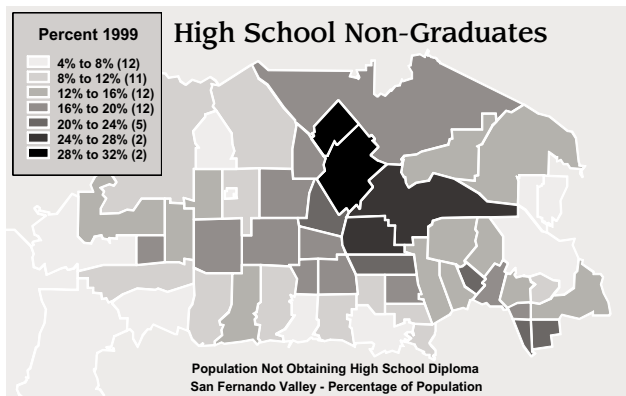 High School Non-Graduates
Percent 1999
4% to 8% (12)
8% to 12% (11)
12% to 16% (12)
16% to 20% (12)
20% to 24% (5)
24% to 28% (2)
28% to 32% (2)
Population Not Obtaining High School Diploma
San Fernando Valley - Percentage of Population